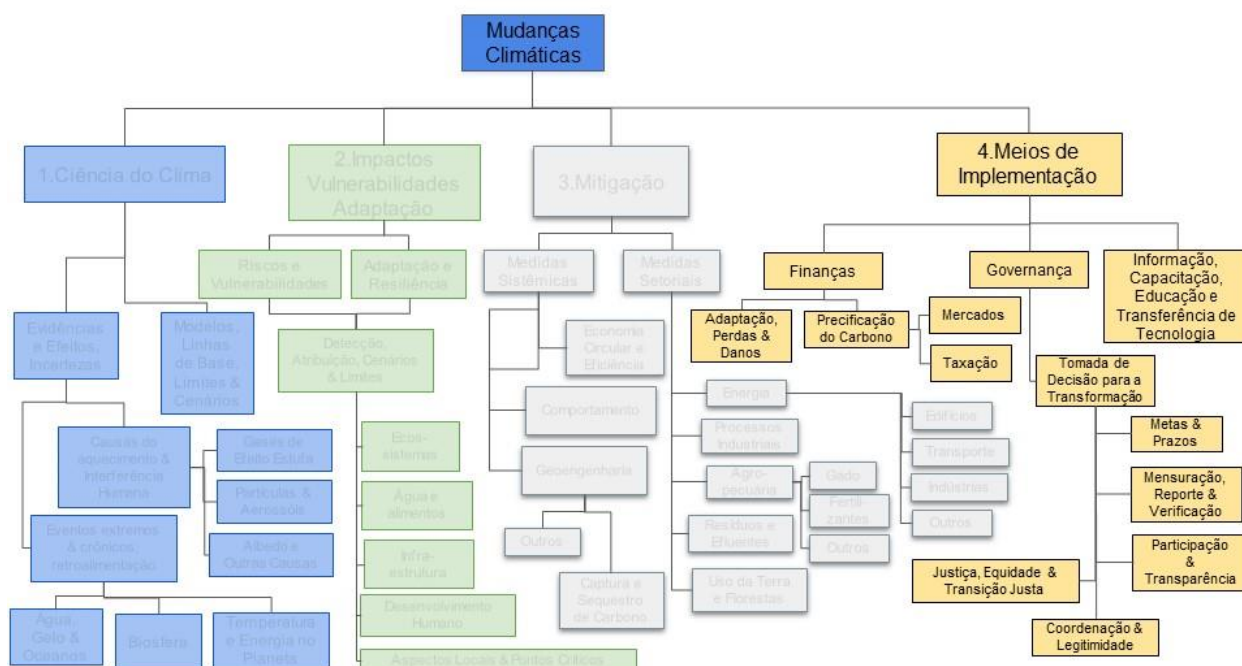 Mudanças
Climáticas
1.Ciência do Clima
2.Impactos
Vulnerabilidades
Adaptação
3.Mitigação
4.Meios de
Implementação
Evidências
e Efeitos,
Incertezas
Modelos,
Linhas
de Base,
Limites &
Cenários
Causas do
aquecimento &
Interferência
Humana
Gases de
Efeito Estufa
Partículas &
Aerossóis
Albedo e
Outras Causas
Eventos extremos
& crônicos,
retroalimentação
Água,
Gelo &
Oceanos
Biosfera
Temperatura
e Energia no
Planeta
Riscos e
Vulnerabilidades
Adaptação e
Resiliência
Detecção,
Atribuição, Cenários
& Limites
Ecos-
sistemas
Água e
alimentos
Infra-
estrutura
Desenvolvimento
Humano
Aspectos Locais & Pontos Críticos
Medidas
Sistêmicas
Medidas
Setoriais
Economia
Circular e
Eficiência
Comportamento
Geoengenharia
Outros
Captura e
Sequestro
de Carbono
Energia
Processos
Industriais
Agro-
pecuária
Resíduos e
Efluentes
Uso da Terra
e Florestas
Gado
Ferti-
lizantes
Outros
Edifícios
Transporte
Indústrias
Outros
Finanças
Governança
Informação,
Capacitação,
Educação e
Transferência de
Tecnologia
Adaptação,
Perdas &
Danos
Precificação
do Carbono
Mercados
Taxação
Tomada de
Decisão para a
Transformação
Metas &
Prazos
Mensuração,
Reporte &
Verificação
Participação
&
Transparência
Justiça, Equidade &
Transição Justa
Coordenação &
Legitimidade